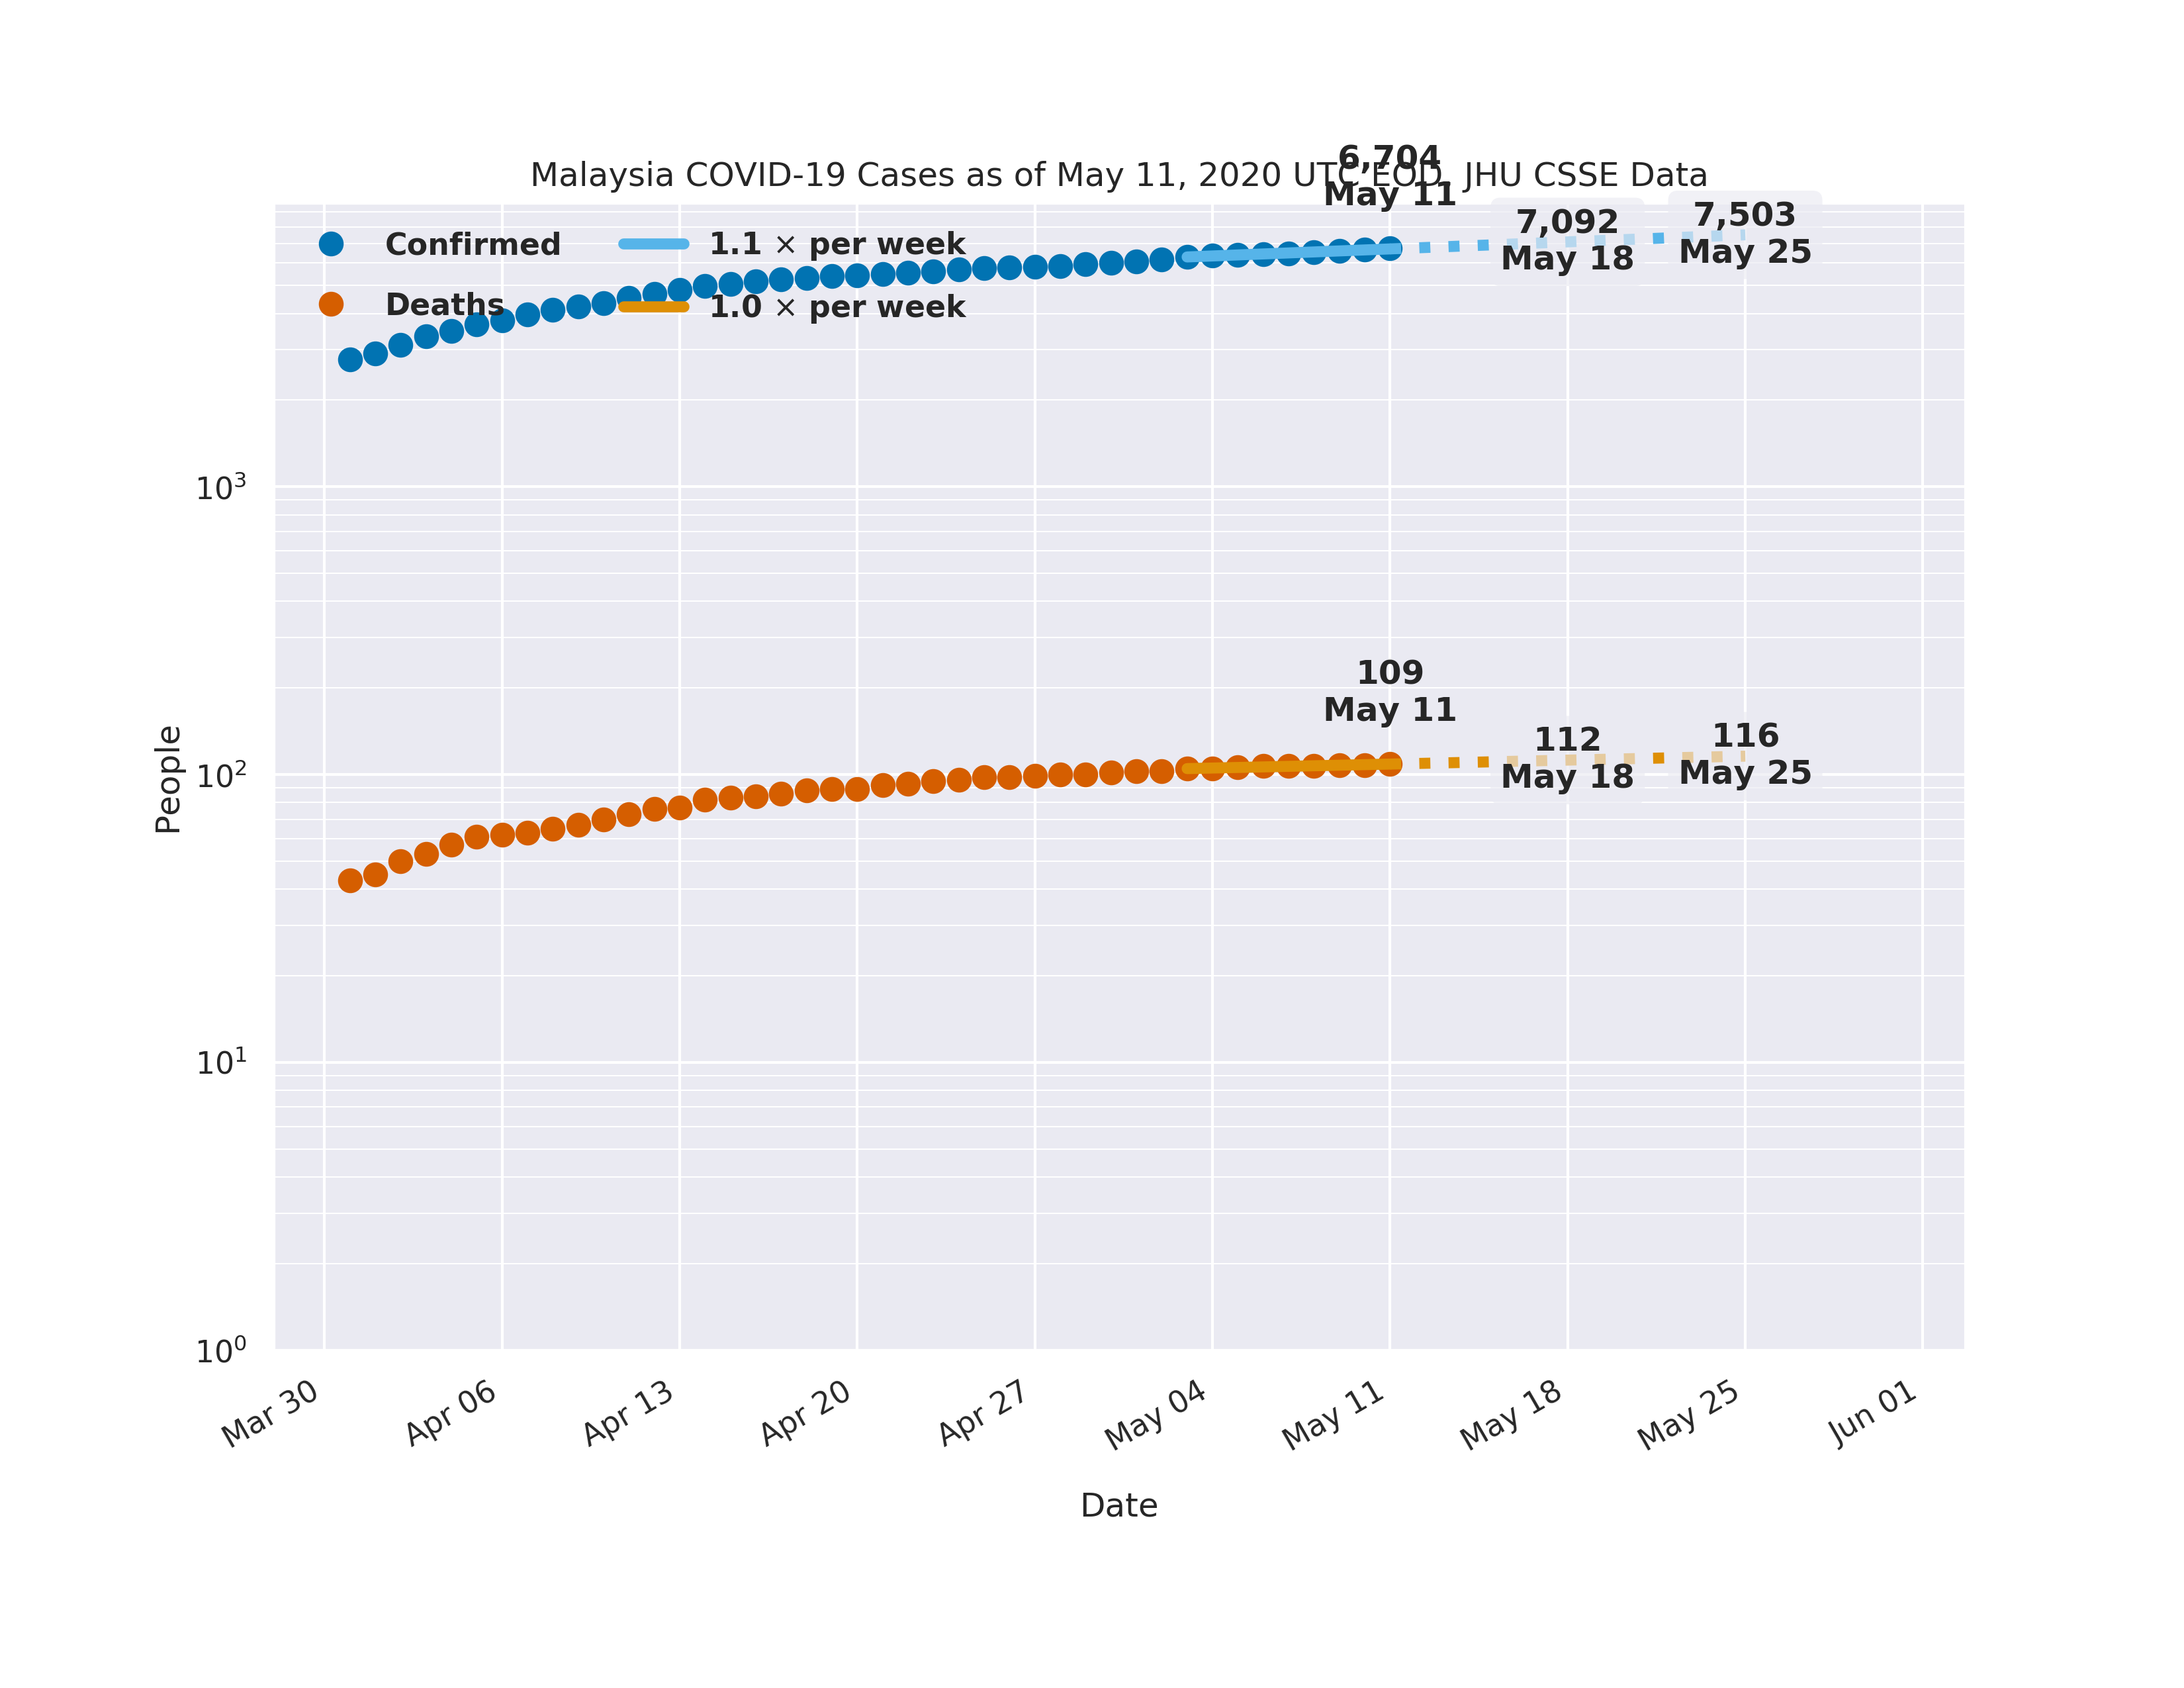 6,704
May 11
Malaysia COVID-19 Cases as of May 11, 2020 UTC EOD, JHU CSSE Data
Confirmed
Deaths
1.1 × per week
1.0 × per week
7,092
May 18
7,503
May 25
109
May 11
112
May 18
116
May 25
People
10³
10²
10¹
10⁰
Mar 30
Apr 06
Apr 13
Apr 20
Apr 27
May 04
May 11
May 18
May 25
Jun 01
Date